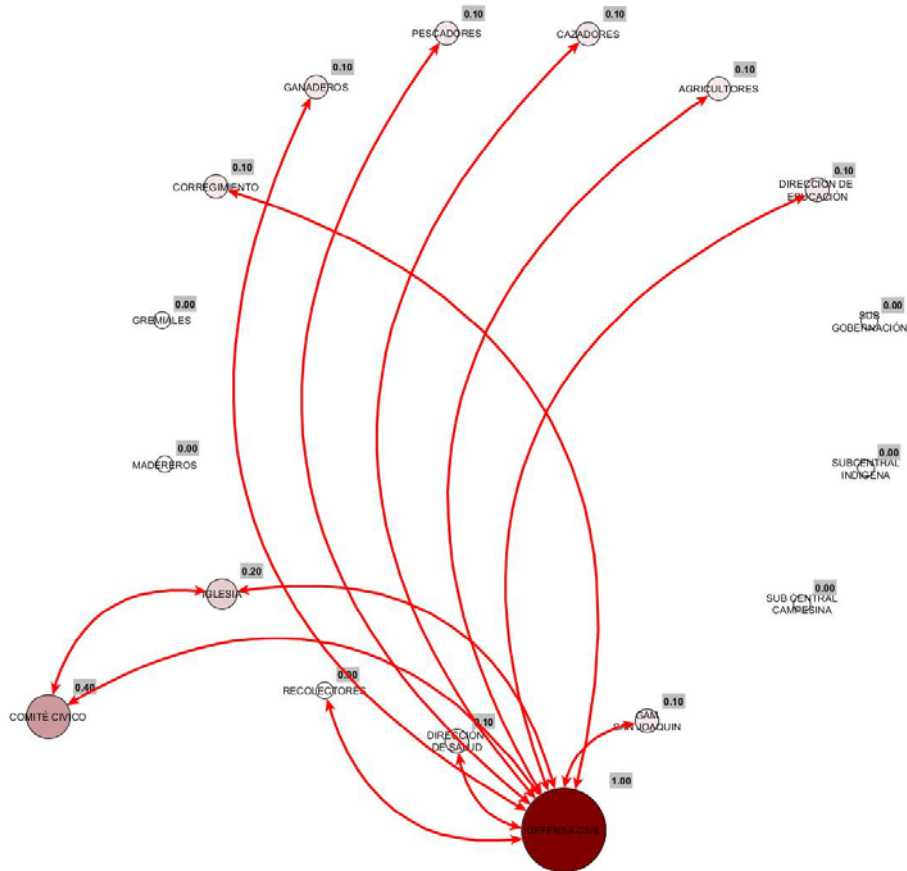 0.10
PESCADORES
0.10
CAZADORES
0.10
GANADEROS
0.10
AGRICULTORES
0.10
CORREGIMIENTO
0.10
DIRECCIÓN DE
EDUCACIÓN
0.00
GREMIALES
0.00
SUB
GOBERNACIÓN
0.00
MADEREROS
0.00
SUBCENTRAL
INDIGENA
0.20
IGLESIA
0.00
SUB CENTRAL
CAMPESINA
0.40
COMITÉ CIVICO
0.00
RECOLECTORES
0.10
DIRECCIÓN
DE SALUD
0.10
GAM
SAN JOAQUIN
1.00
DEFENSA CIVIL